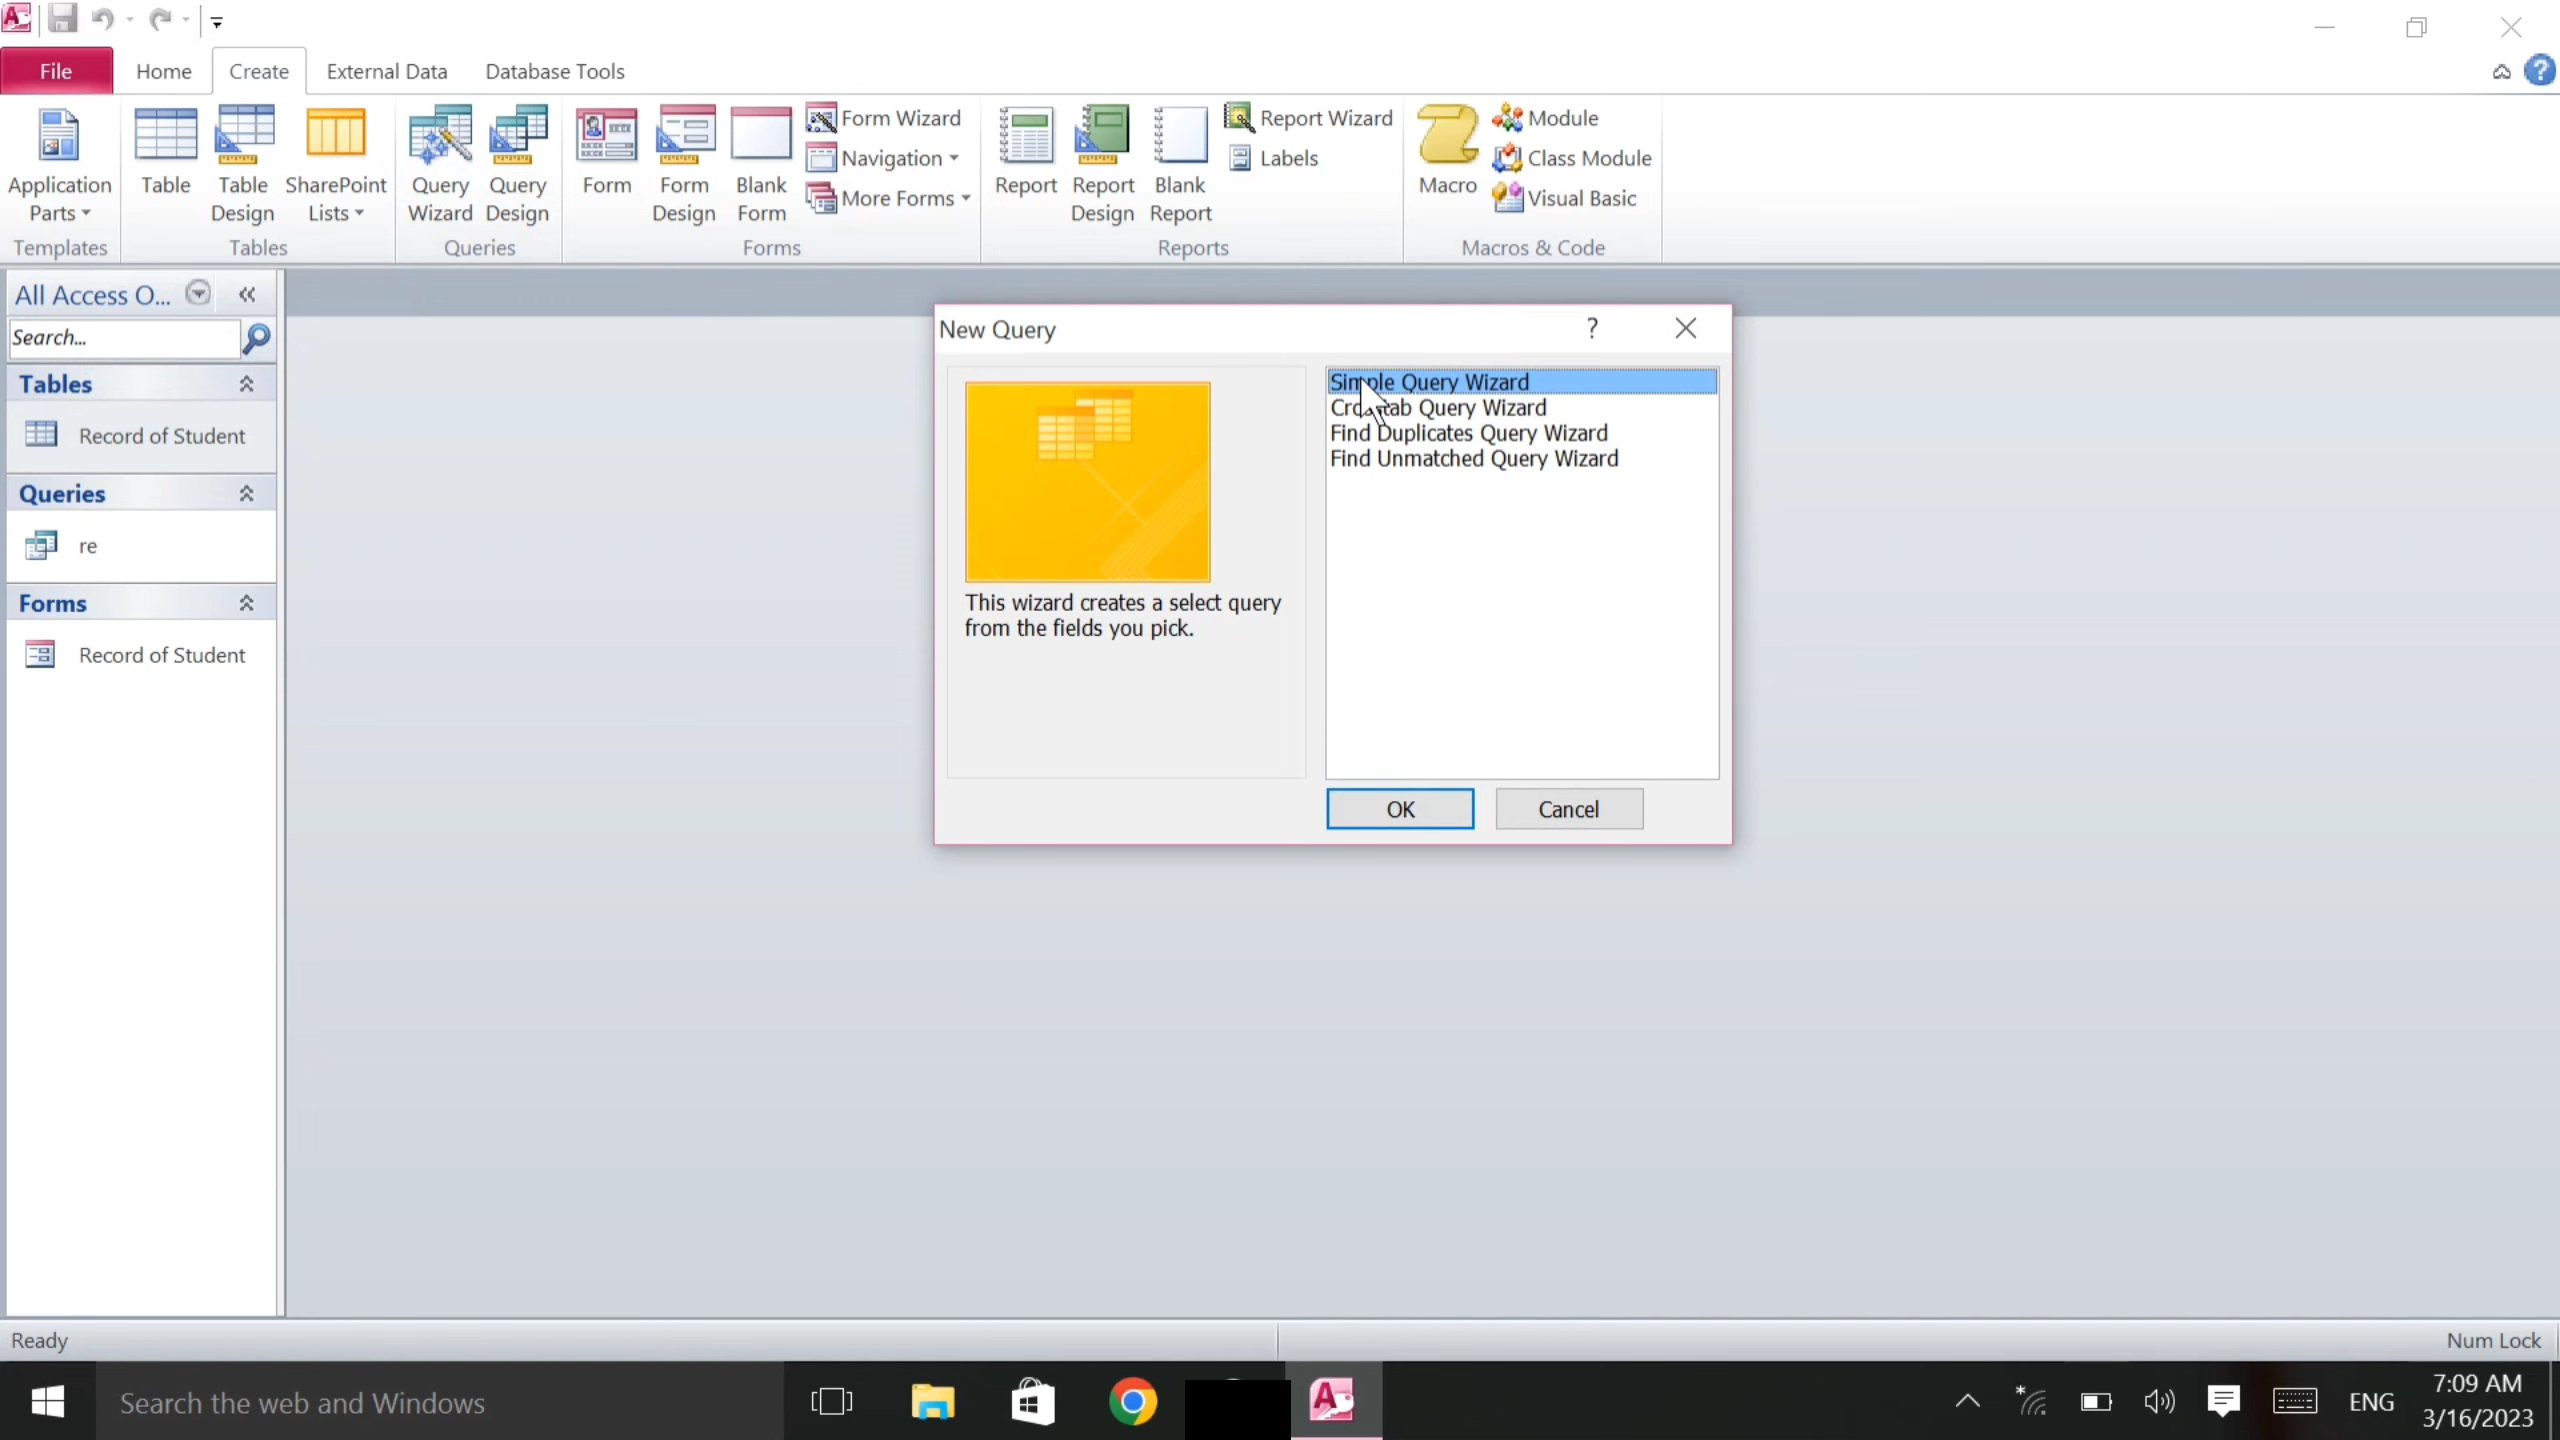 File
Home
Create
External Data
Database Tools
Application
Parts
Table
Table
Design
SharePoint
Lists
Query
Wizard
Query
Design
Form
Form
Design
Blank
Form
Form Wizard
Navigation
More Forms
Report
Report
Design
Blank
Report
Report Wizard
Labels
Macro
Module
Class Module
Visual Basic
Templates
Tables
Queries
Forms
Reports
Macros & Code
All Access O...
Search...
Tables
Record of Student
Queries
re
Forms
Record of Student
New Query
Simple Query Wizard
Crosstab Query Wizard
Find Duplicates Query Wizard
Find Unmatched Query Wizard
This wizard creates a select query
from the fields you pick.
OK
Cancel
Ready
Num Lock
Search the web and Windows
ENG
7:09 AM
3/16/2023